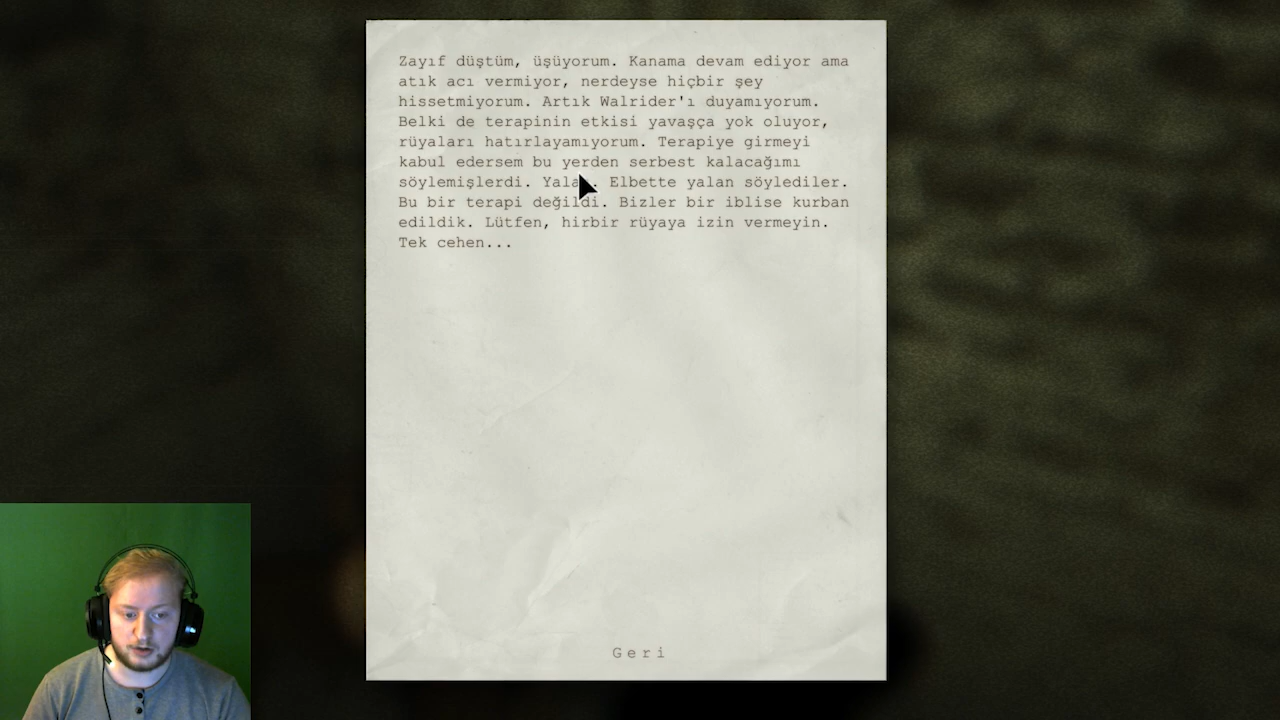 Zayıf düştüm, üşüyorum. Kanama devam ediyor ama
atık acı vermiyor, nerdeyse hiçbir şey
hissetmiyorum. Artık Walrider'ı duyamıyorum.
Belki de terapinin etkisi yavaşça yok oluyor,
rüyaları hatırlayamıyorum. Terapiye girmeyi
kabul edersem bu yerden serbest kalacağımı
söylemişlerdi. Elbette yalan söylediler.
Bu bir terapi değildi. Bizler bir iblise kurban
edildik. Lütfen, hirbir rüyaya izin vermeyin.
Tek cehen...
Geri